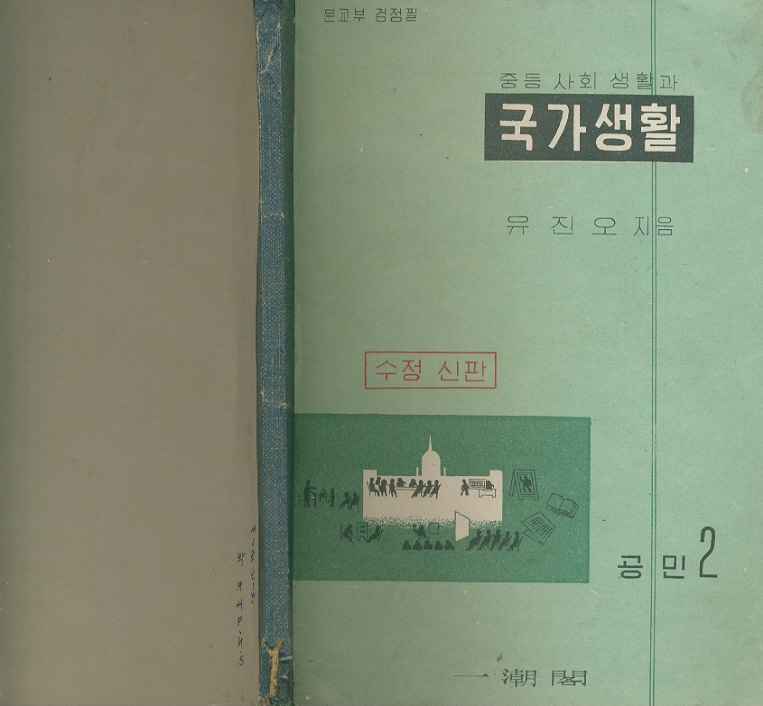 문교부 검정필
중등 사회 생활과
국가생활
유진오 지음
수정 신판
공민 2
一潮閣